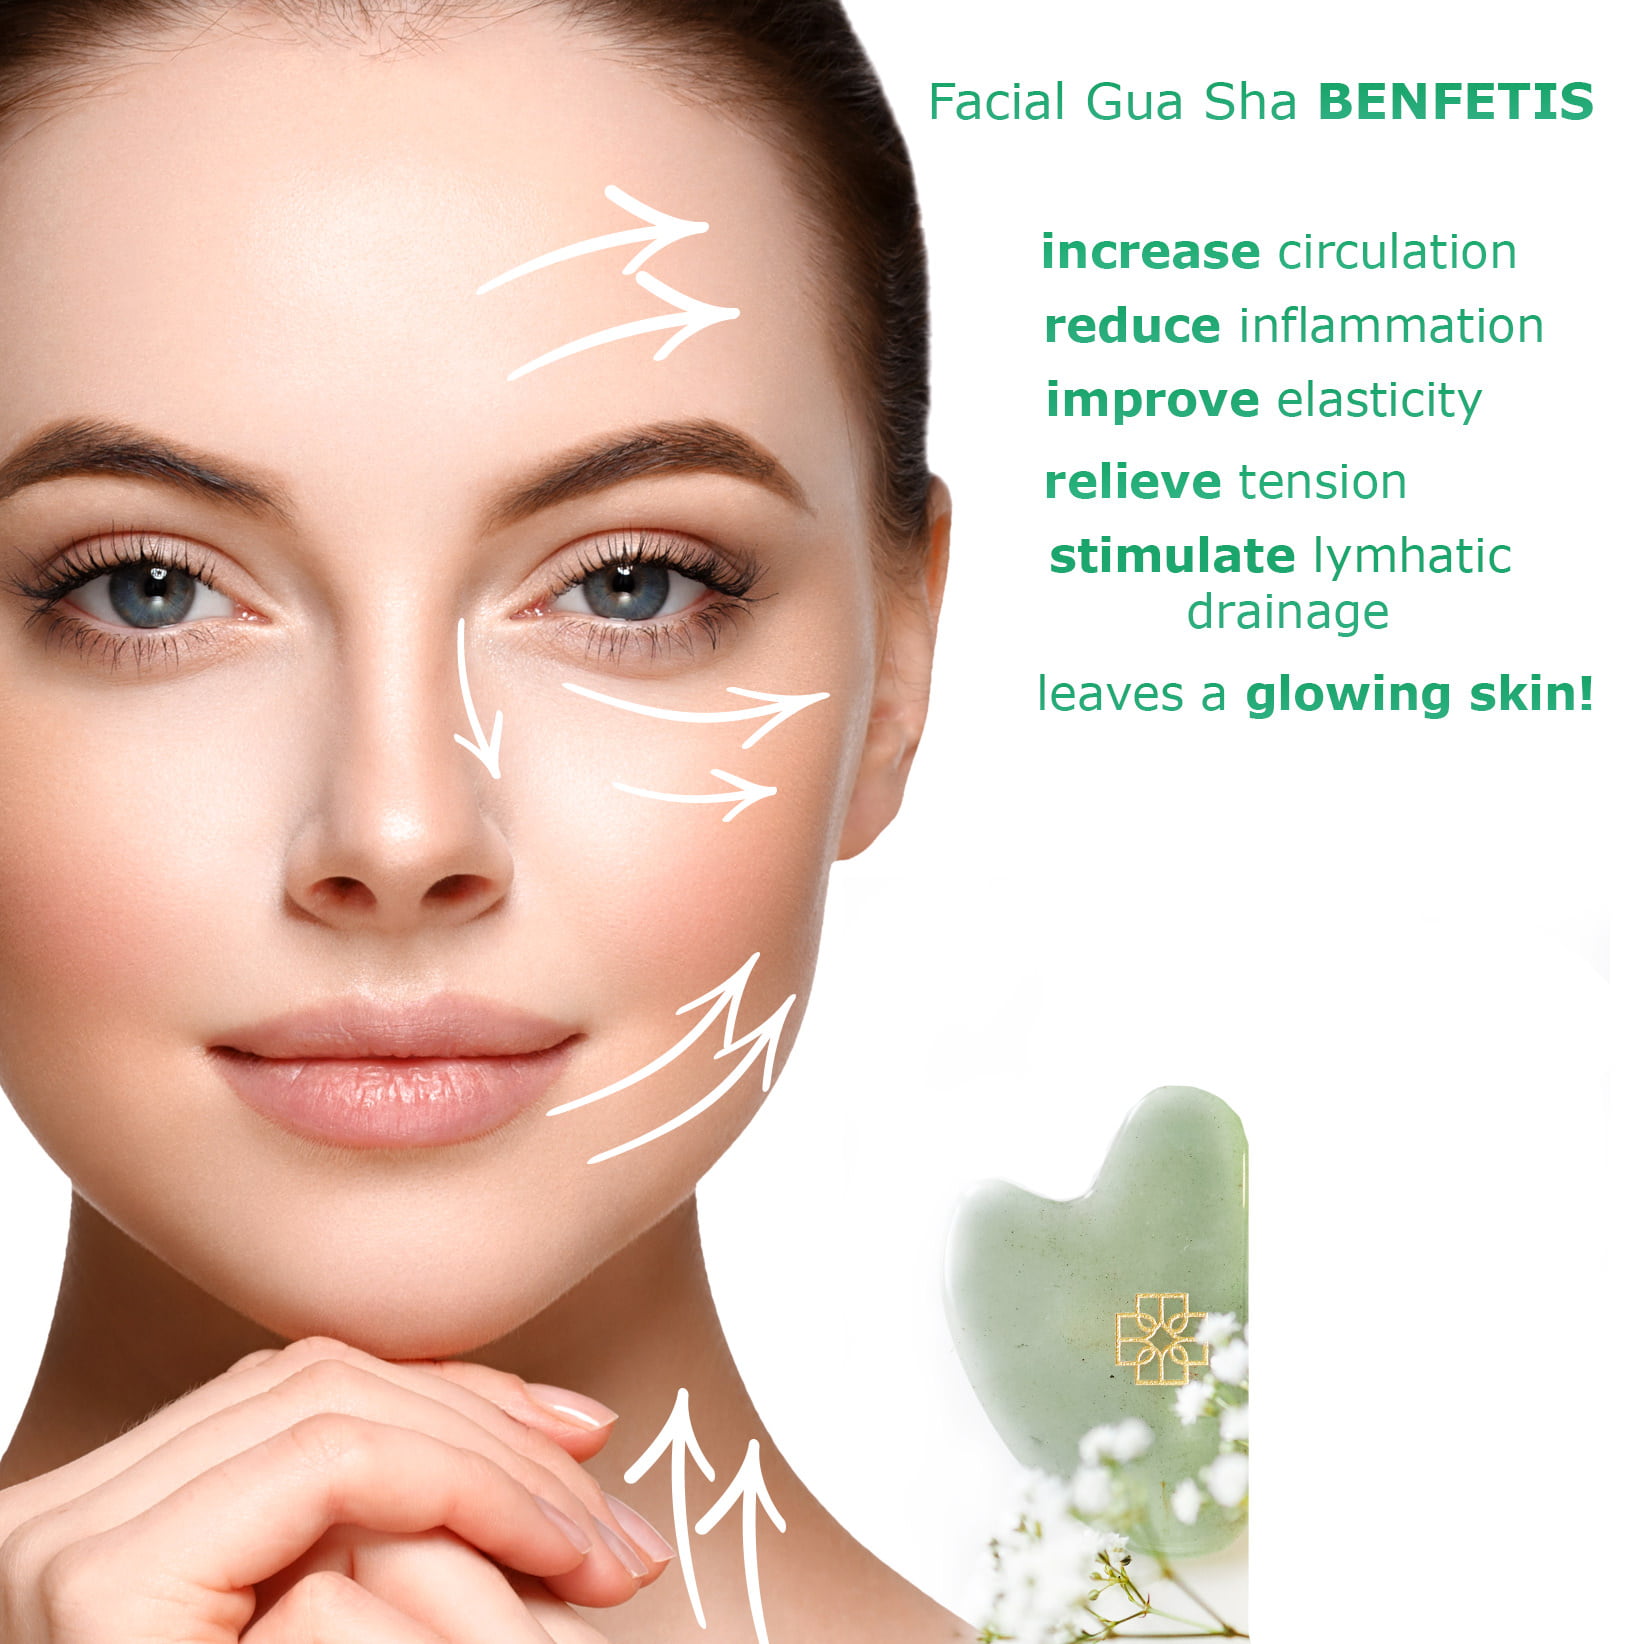 Facial Gua Sha BENFETIS
increase circulation
reduce inflammation
improve elasticity
relieve tension
stimulate lymhatic
drainage
leaves a glowing skin!